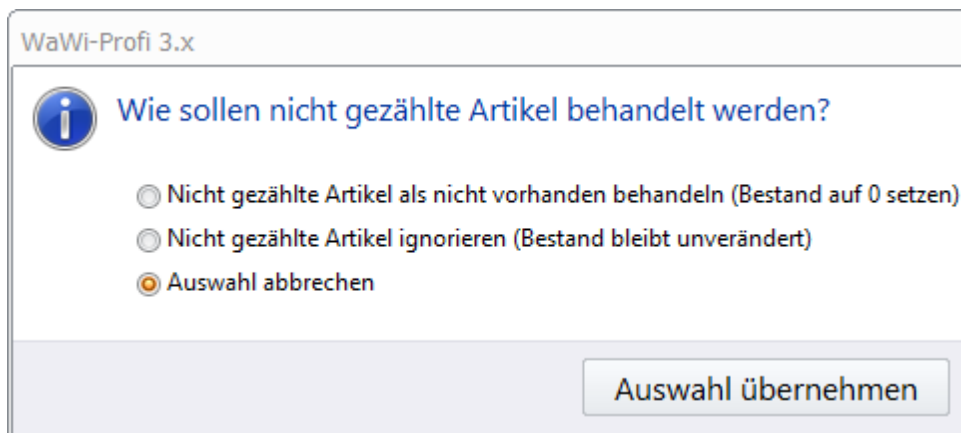 WaWi-Profi 3.x
Wie sollen nicht gezählte Artikel behandelt werden?
Nicht gezählte Artikel als nicht vorhanden behandeln (Bestand auf 0 setzen)
Nicht gezählte Artikel ignorieren (Bestand bleibt unverändert)
Auswahl abbrechen
Auswahl übernehmen